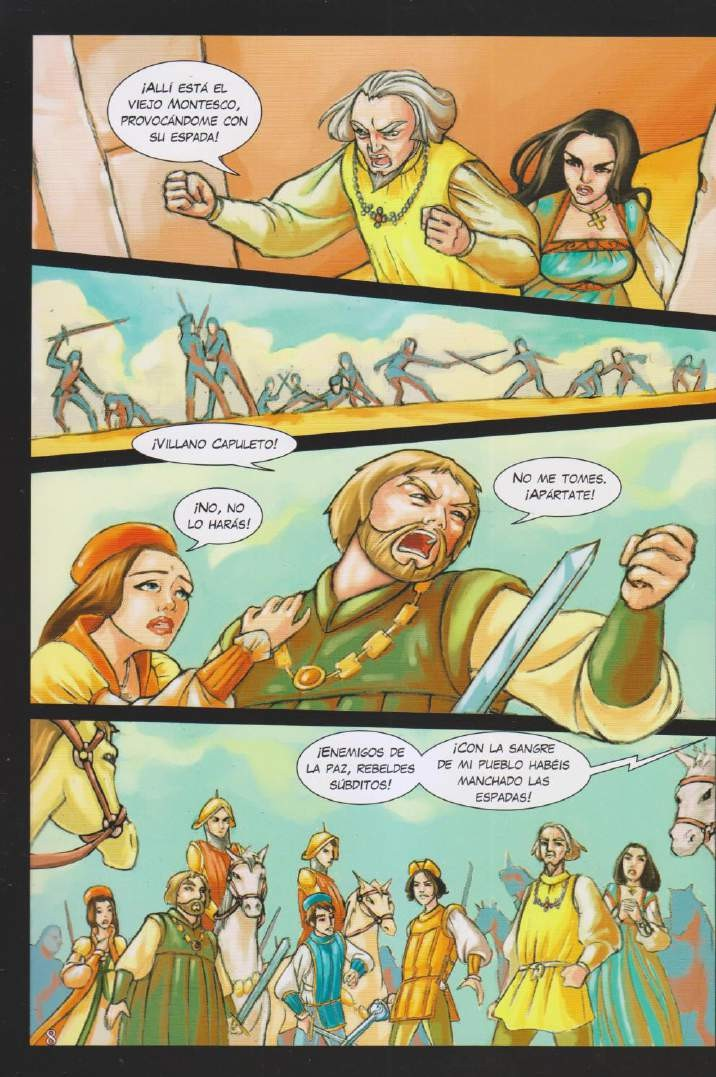 ¡ALLÍ ESTÁ EL
VIEJO MONTESCO,
PROVOCÁNDOME CON
SU ESPADA!
¡VILLANO CAPULETO!
¡NO, NO
LO HARÁS!
NO ME TOMES.
¡APÁRTATE!
¡ENEMIGOS DE
LA PAZ, REBELDES
SÚBDITOS!
¡CON LA SANGRE
DE MI PUEBLO HABÉIS
MANCHADO LAS
ESPADAS!
8